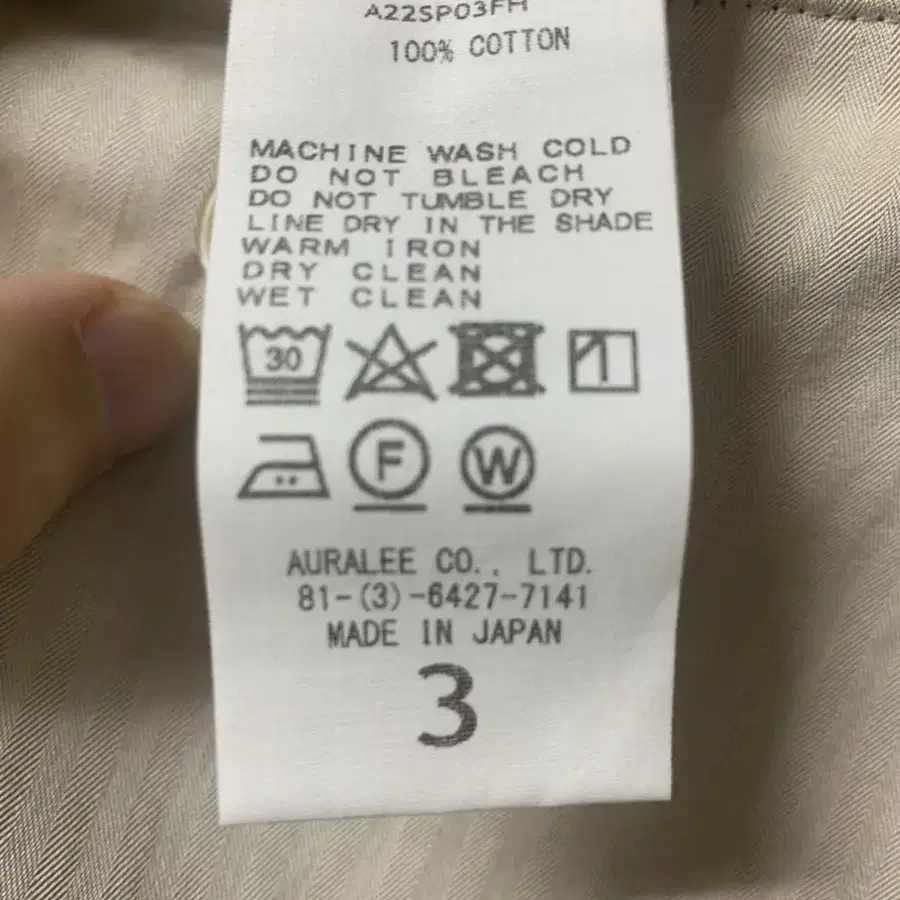 A22SP03FH
100% COTTON
MACHINE WASH COLD
DO NOT BLEACH
DO NOT TUMBLE DRY
LINE DRY IN THE SHADE
WARM IRON
DRY CLEAN
WET CLEAN
30
F W
AURALEE CO., LTD.
81-(3)-6427-7141
MADE IN JAPAN
3